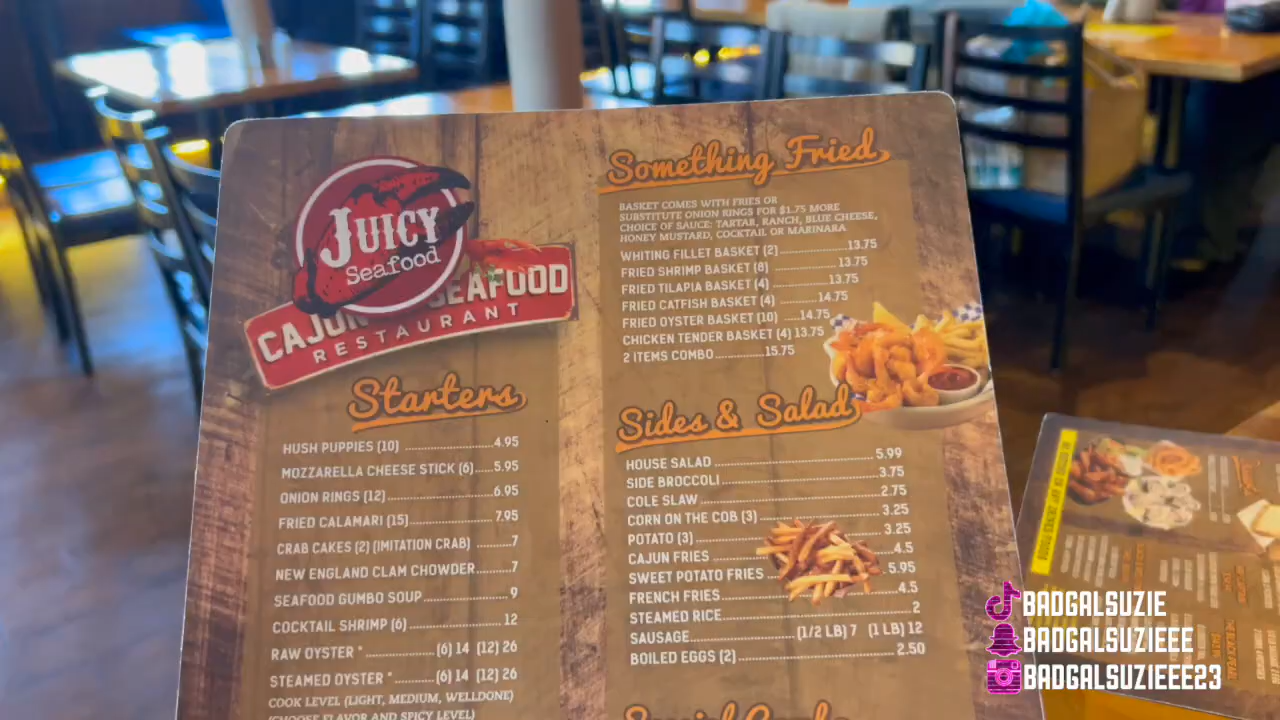 JUICY
Seafood
CAJUN SEAFOOD
RESTAURANT
Starters
HUSH PUPPIES (10) 4.95
MOZZARELLA CHEESE STICK (6) 5.95
ONION RINGS (12) 6.95
FRIED CALAMARI (15) 7.95
CRAB CAKES (2) (IMITATION CRAB) 7
NEW ENGLAND CLAM CHOWDER 7
SEAFOOD GUMBO SOUP 9
COCKTAIL SHRIMP (6) 12
RAW OYSTER * (6) 14 (12) 26
STEAMED OYSTER * (6) 14 (12) 26
COOK LEVEL (LIGHT, MEDIUM, WELLDONE)
(CHOOSE FLAVOR AND SPICY LEVEL)
Something Fried
BASKET COMES WITH FRIES OR
SUBSTITUTE ONION RINGS FOR $1.75 MORE
CHOICE OF SAUCE: TARTAR, RANCH, BLUE CHEESE,
HONEY MUSTARD, COCKTAIL OR MARINARA
WHITING FILLET BASKET (2) 13.75
FRIED SHRIMP BASKET (8) 13.75
FRIED TILAPIA BASKET (4) 13.75
FRIED CATFISH BASKET (4) 14.75
FRIED OYSTER BASKET (10) 14.75
CHICKEN TENDER BASKET (4) 13.75
2 ITEMS COMBO 15.75
Sides & Salad
HOUSE SALAD 5.99
SIDE BROCCOLI 3.75
COLE SLAW 2.75
CORN ON THE COB (3) 3.25
POTATO (3) 3.25
CAJUN FRIES 4.5
SWEET POTATO FRIES 5.95
FRENCH FRIES 4.5
STEAMED RICE 2
SAUSAGE (1/2 LB) 7 (1 LB) 12
BOILED EGGS (2) 2.50
BADGALSUZIE
BADGALSUZIEEE
BADGALSUZIEEE23